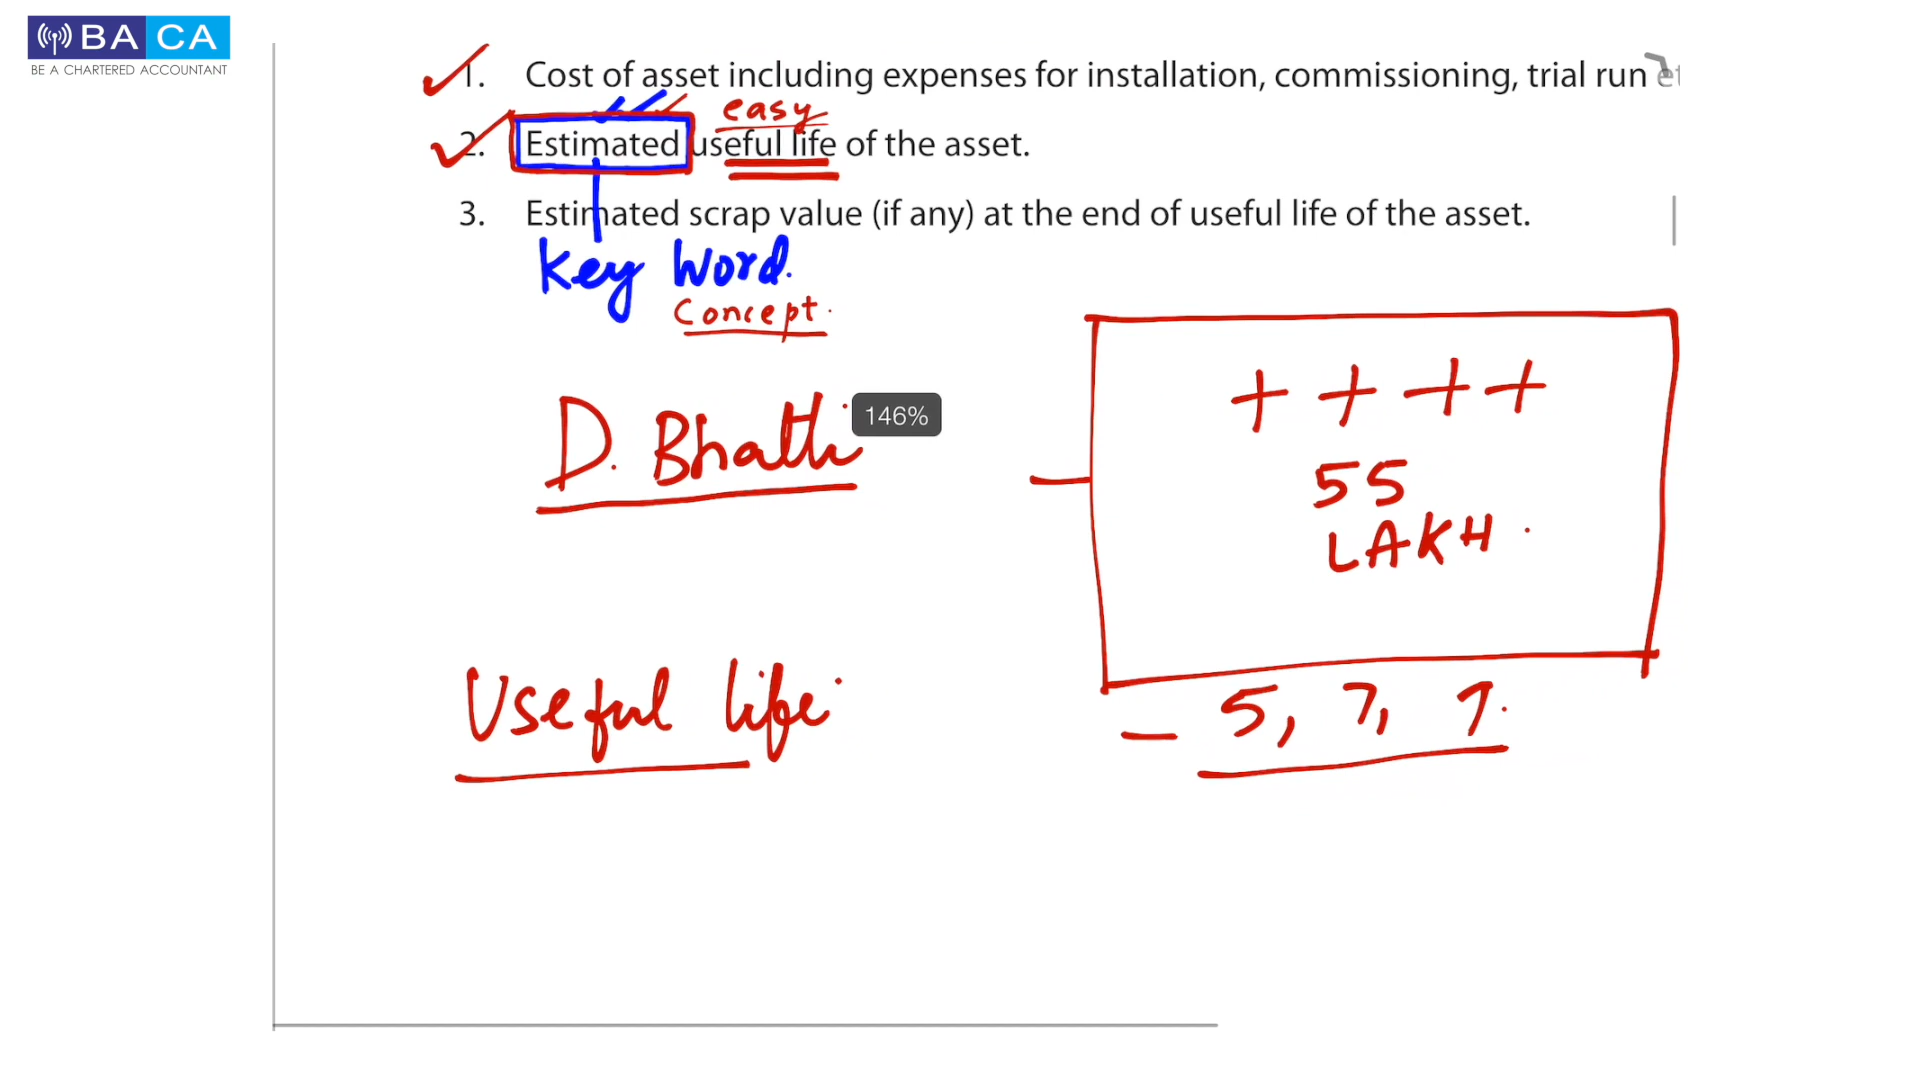 BA CA
BE A CHARTERED ACCOUNTANT
1. Cost of asset including expenses for installation, commissioning, trial run
easy
2. Estimated useful life of the asset.
3. Estimated scrap value (if any) at the end of useful life of the asset.
Key Word.
Concept.
D. Bhatti
146%
+ + + +
55
LAKH
Useful life
- 5, 7,